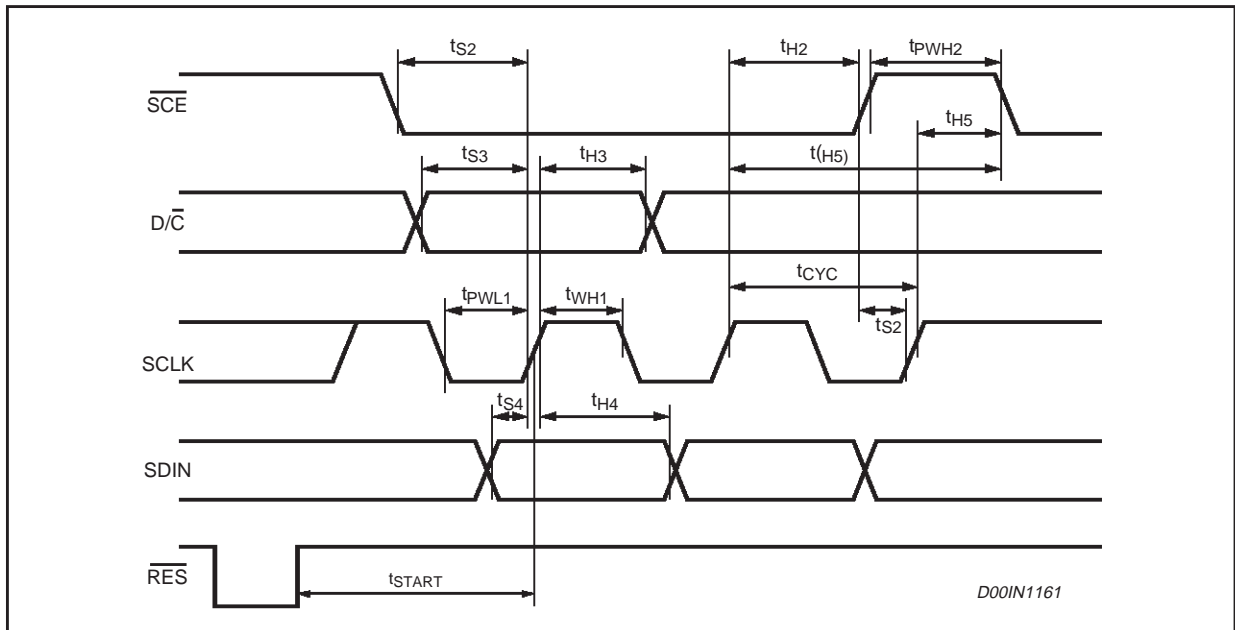 tS2 tH2 tPWH2
SCE
tH5
tS3 tH3 t(H5)
D/C
tCYC
tPWL1 tWH1
tS2
SCLK
tS4 tH4
SDIN
RES
tSTART
D00IN1161